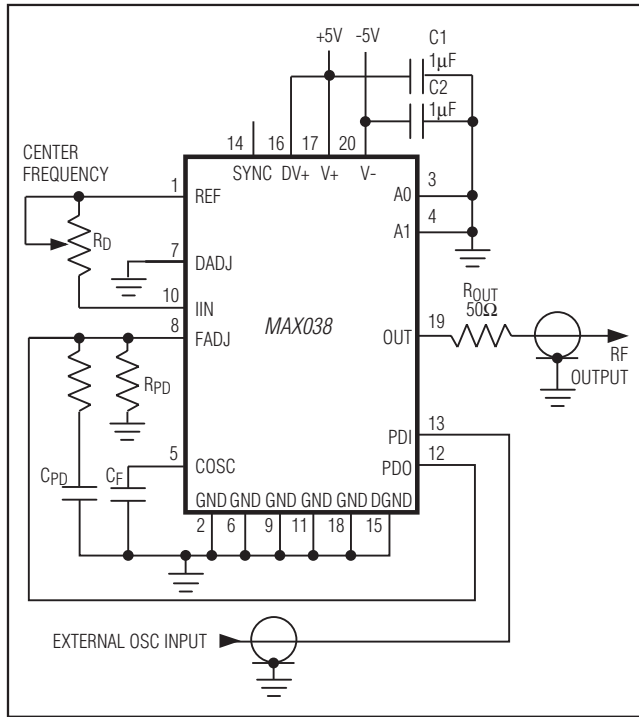 +5V -5V C1
1µF
C2
1µF
14 16 17 20
CENTER
FREQUENCY
SYNC DV+ V+ V-
1 REF A0 3
RD
A1 4
7 DADJ
10 IIN
8 FADJ
MAX038
ROUT
50Ω
OUT 19
RF
OUTPUT
RPD
PDI 13
PDO 12
5 COSC
CPD CF
GND GND GND GND GND DGND
2 6 9 11 18 15
EXTERNAL OSC INPUT